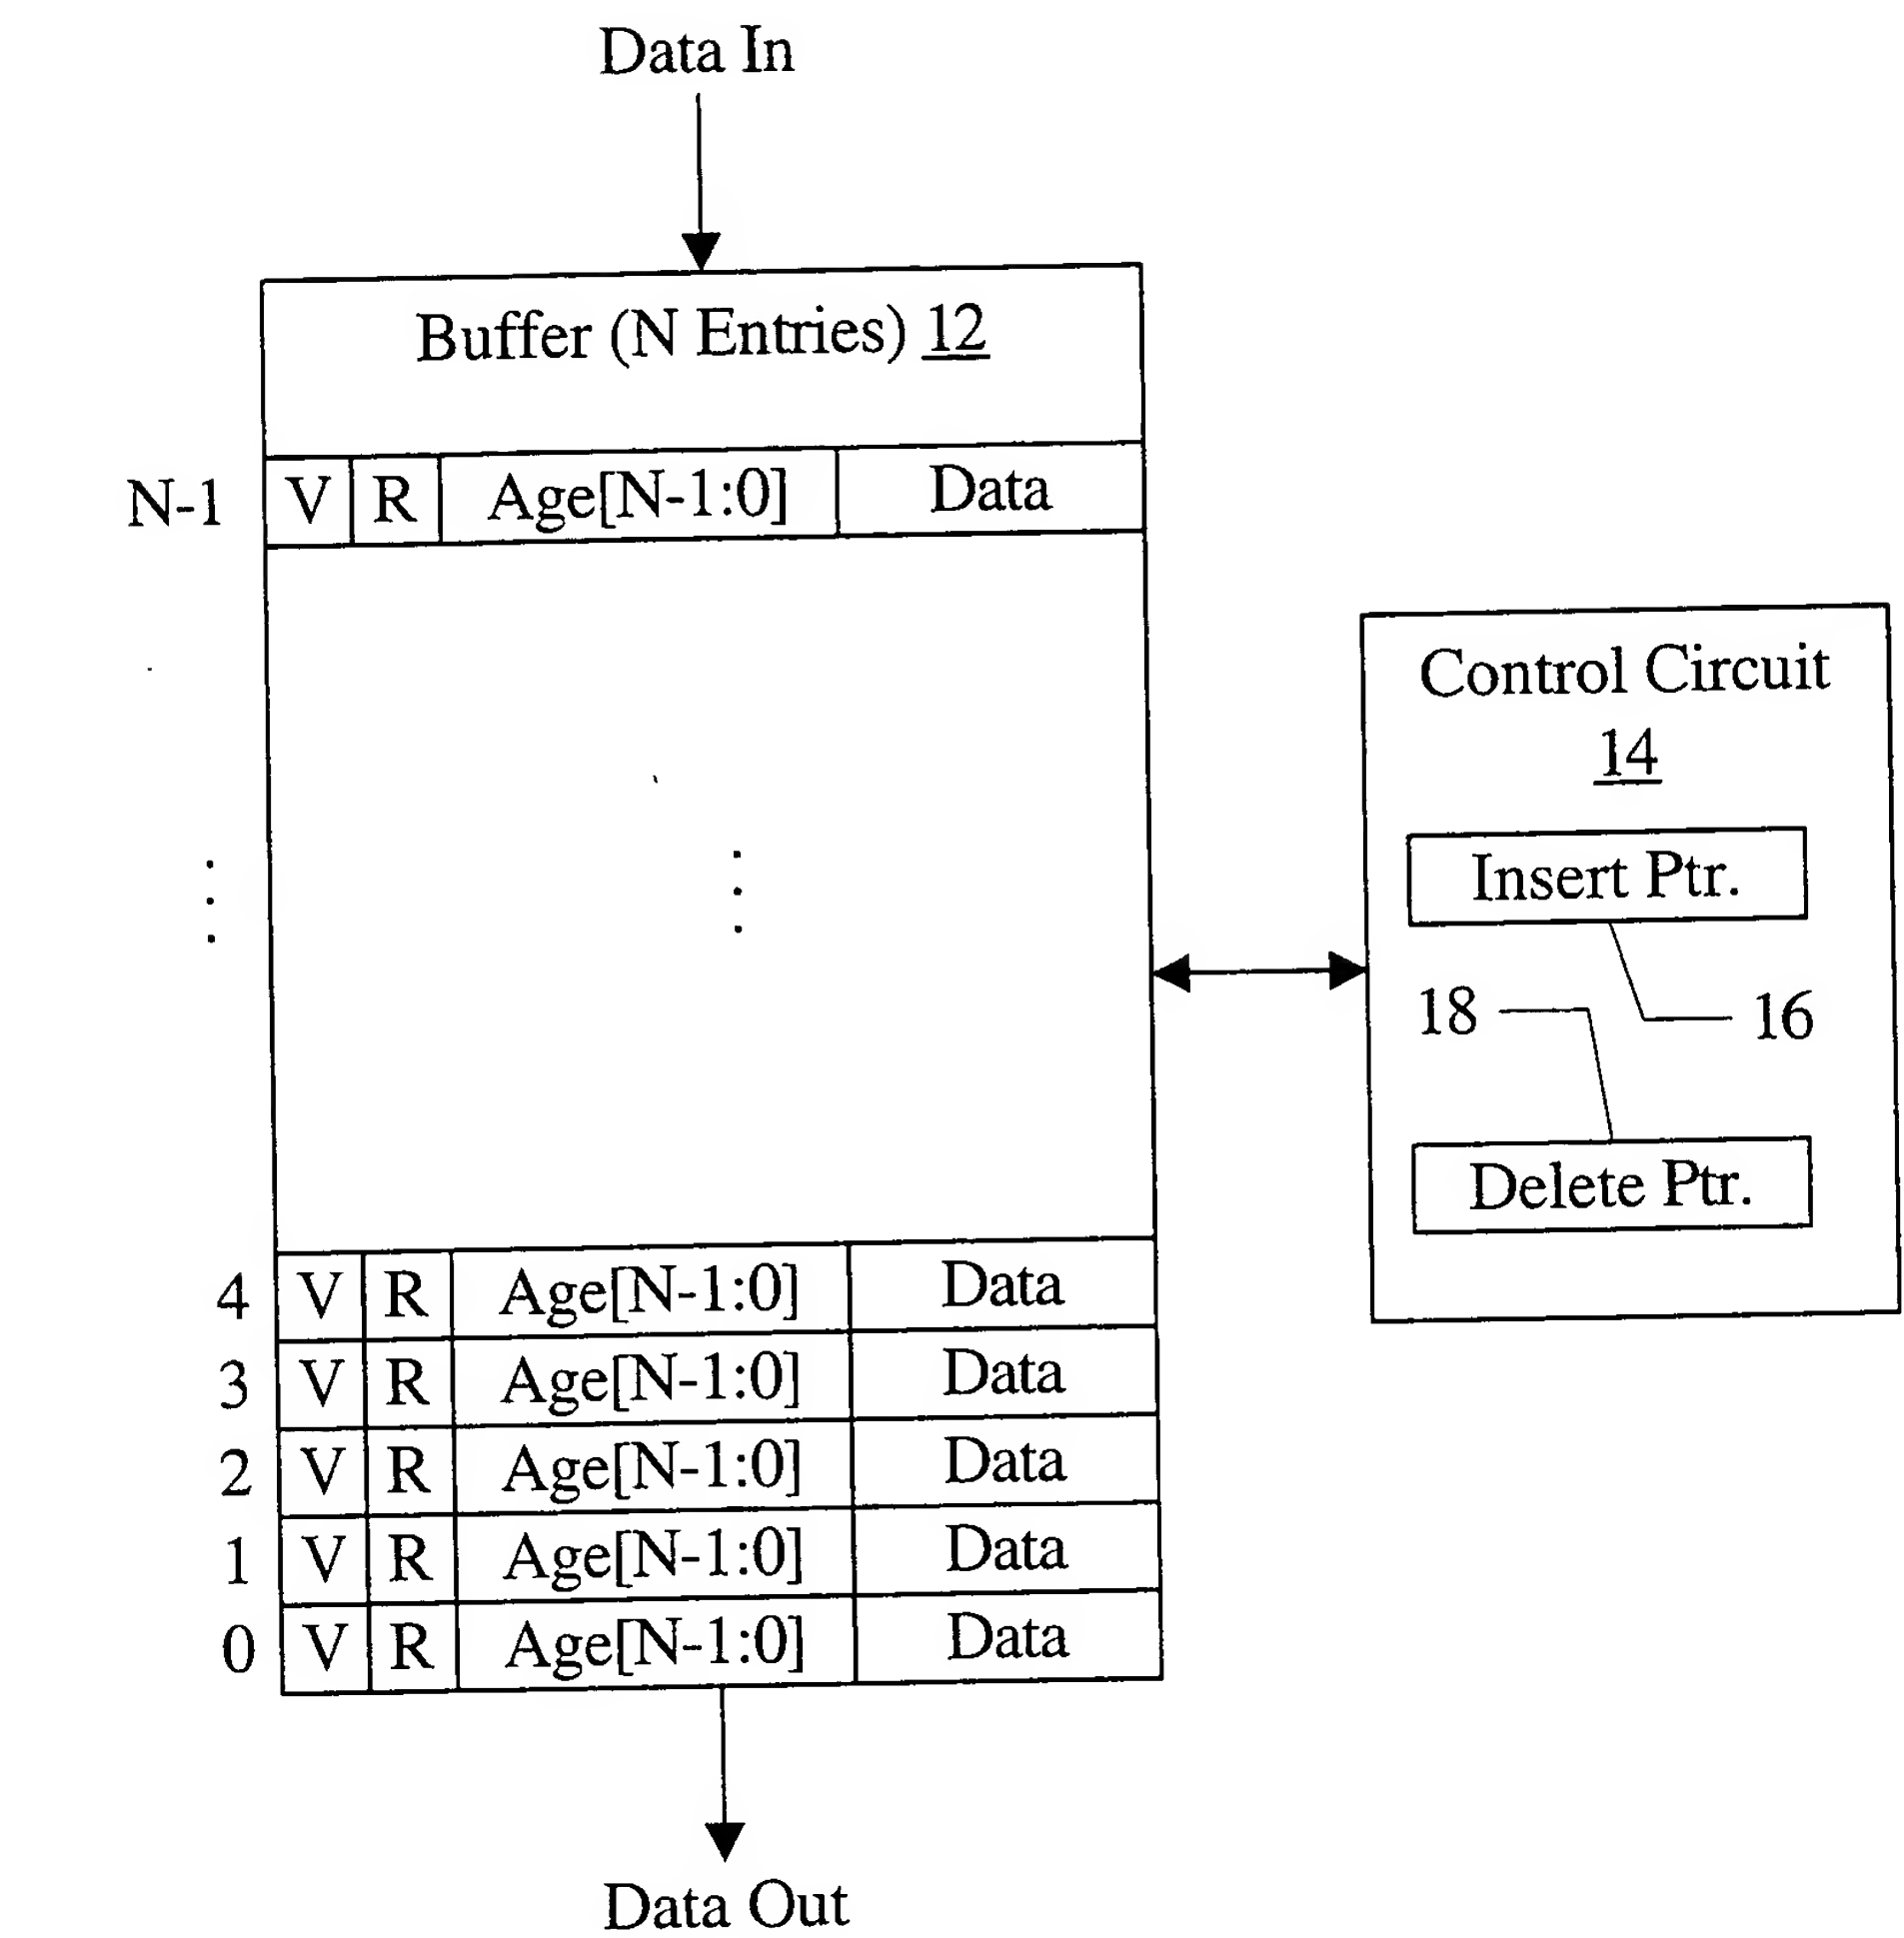 Data In
Buffer (N Entries) 12
N-1 V R Age[N-1:0] Data
Control Circuit
14
Insert Ptr.
18 16
Delete Ptr.
4 V R Age[N-1:0] Data
3 V R Age[N-1:0] Data
2 V R Age[N-1:0] Data
1 V R Age[N-1:0] Data
0 V R Age[N-1:0] Data
Data Out